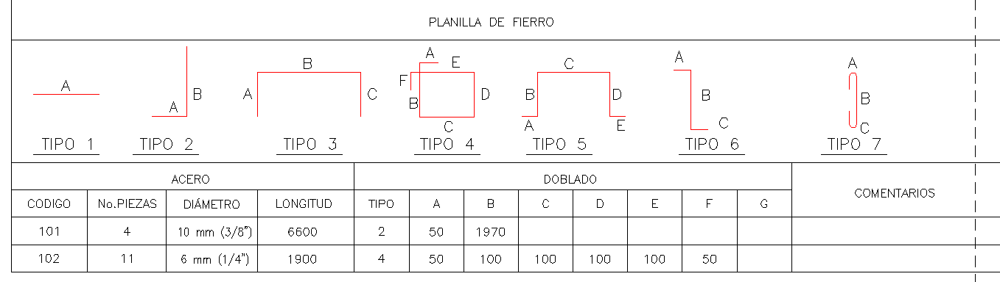 PLANILLA DE FIERRO
A
A B
A B C
A E F B D C
C B D A E
A B C
A B C
TIPO 1 TIPO 2 TIPO 3 TIPO 4 TIPO 5 TIPO 6 TIPO 7
ACERO DOBLADO COMENTARIOS
CODIGO No.PIEZAS DIÁMETRO LONGITUD TIPO A B C D E F G
101 4 10 mm (3/8") 6600 2 50 1970
102 11 6 mm (1/4") 1900 4 50 100 100 100 100 50